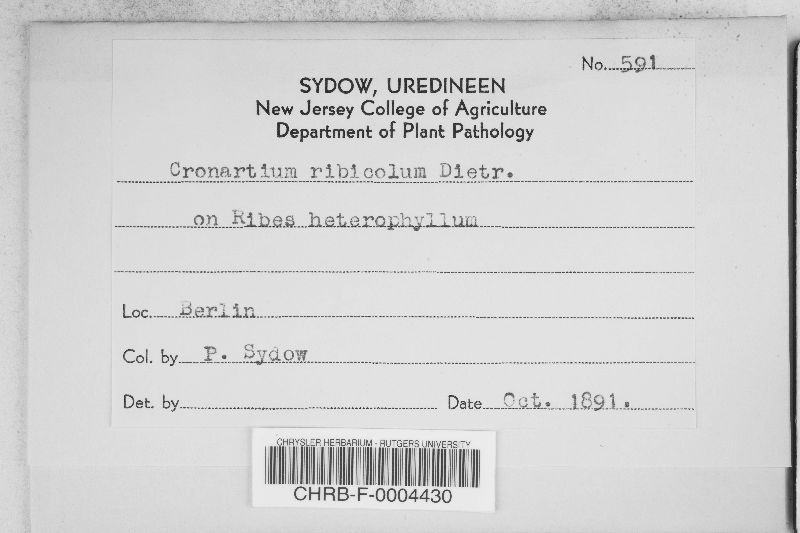 No. 591
SYDOW, UREDINEEN
New Jersey College of Agriculture
Department of Plant Pathology
Cronartium ribicolum Dietr.
on Ribes heterophyllum
Loc. Berlin
Col. by P. Sydow
Det. by
Date Oct. 1891.
CHRYSLER HERBARIUM - RUTGERS UNIVERSITY
CHRB-F-0004430